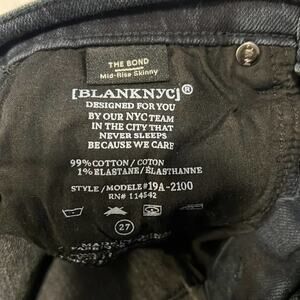 THE BOND
Mid-Rise Skinny
[BLANKNYC]®
DESIGNED FOR YOU
BY OUR NYC TEAM
IN THE CITY THAT
NEVER SLEEPS
BECAUSE WE CARE
99% COTTON / COTON
1% ELASTANE / ELASTHANNE
STYLE / MODELE# 19A-2100
RN# 114542
27